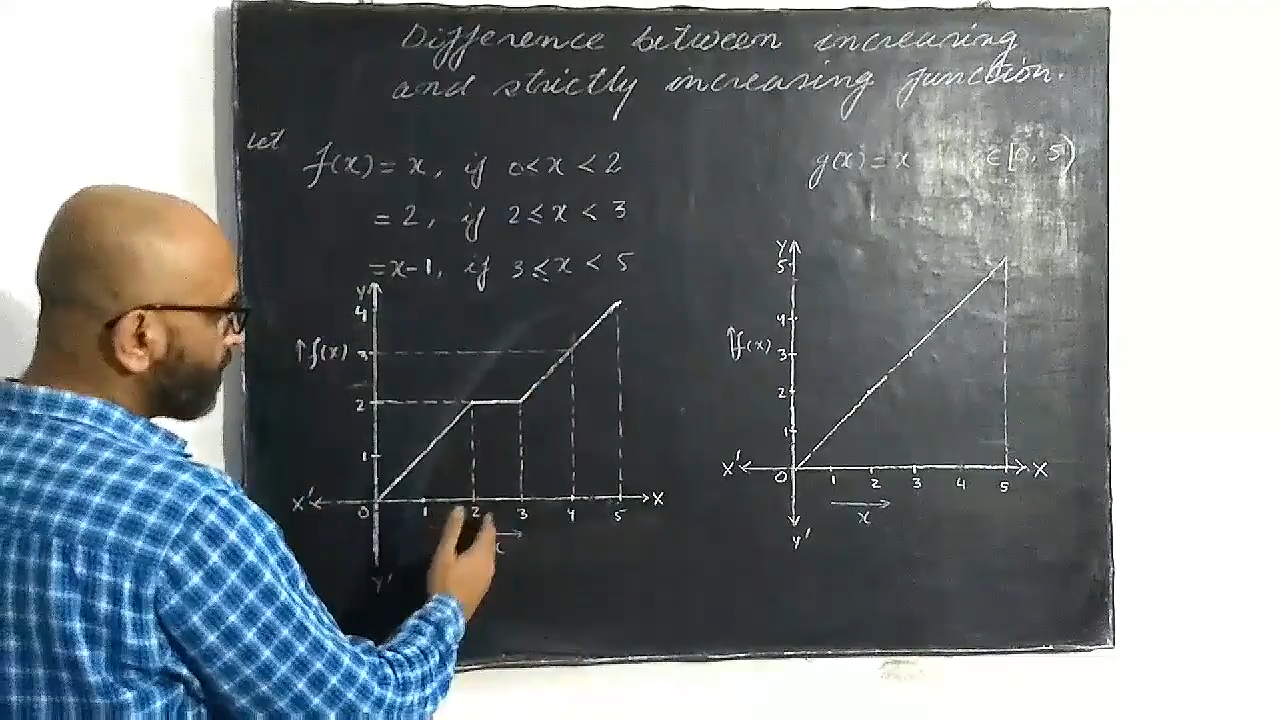 Difference between increasing
and strictly increasing function.
Let
f(x) = x, if 0 < x < 2
= 2, if 2 ≤ x < 3
= x-1, if 3 ≤ x < 5
Y
4
↑f(x) 3
2
1
X' 0 1 2 3 4 5 X
Y'
g(x) = x ∈ [0, 5)
Y
5
4
↑f(x) 3
2
1
X' 0 1 2 3 4 5 X
x
Y'